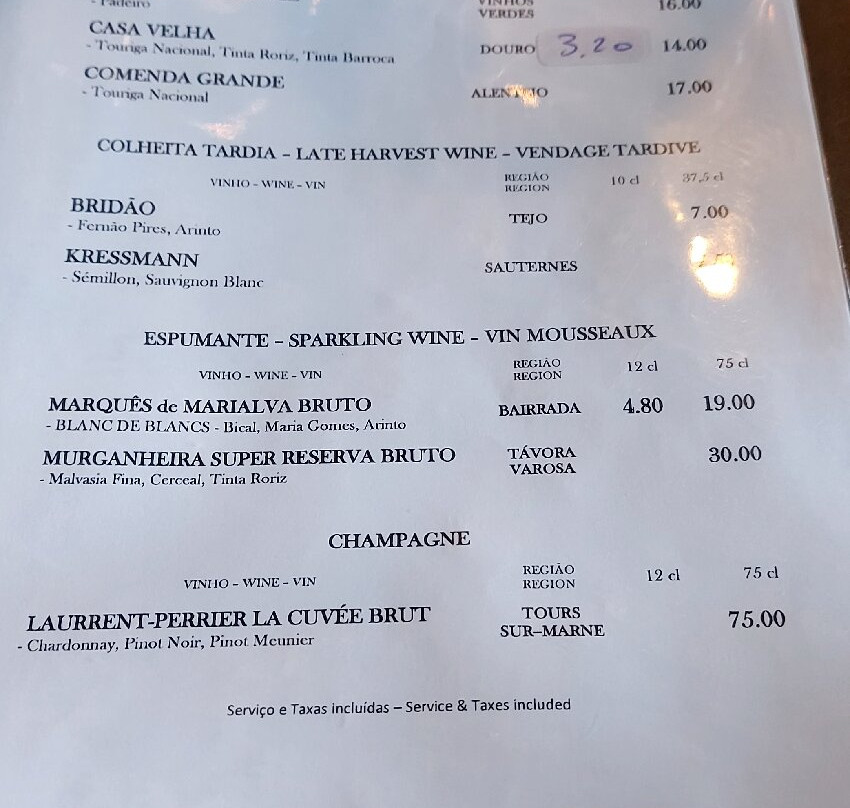 - Padeiro VINHOS 16.00
VERDES
CASA VELHA
- Touriga Nacional, Tinta Roriz, Tinta Barroca DOURO 3,20 14.00
COMENDA GRANDE
- Touriga Nacional ALENTEJO 17.00
COLHEITA TARDIA – LATE HARVEST WINE – VENDAGE TARDIVE
VINHO - WINE - VIN REGIÃO 10 cl 37,5 cl
REGION
BRIDÃO TEJO 7.00
- Fernão Pires, Arinto
KRESSMANN SAUTERNES
- Sémillon, Sauvignon Blanc
ESPUMANTE – SPARKLING WINE – VIN MOUSSEAUX
VINHO - WINE - VIN REGIÃO 12 cl 75 cl
REGION
MARQUÊS de MARIALVA BRUTO BAIRRADA 4.80 19.00
- BLANC DE BLANCS - Bical, Maria Gomes, Arinto
MURGANHEIRA SUPER RESERVA BRUTO TÁVORA 30.00
VAROSA
- Malvasia Fina, Cerceal, Tinta Roriz
CHAMPAGNE
VINHO - WINE - VIN REGIÃO 12 cl 75 cl
REGION
LAURRENT-PERRIER LA CUVÉE BRUT TOURS 75.00
SUR–MARNE
- Chardonnay, Pinot Noir, Pinot Meunier
Serviço e Taxas incluídas – Service & Taxes included